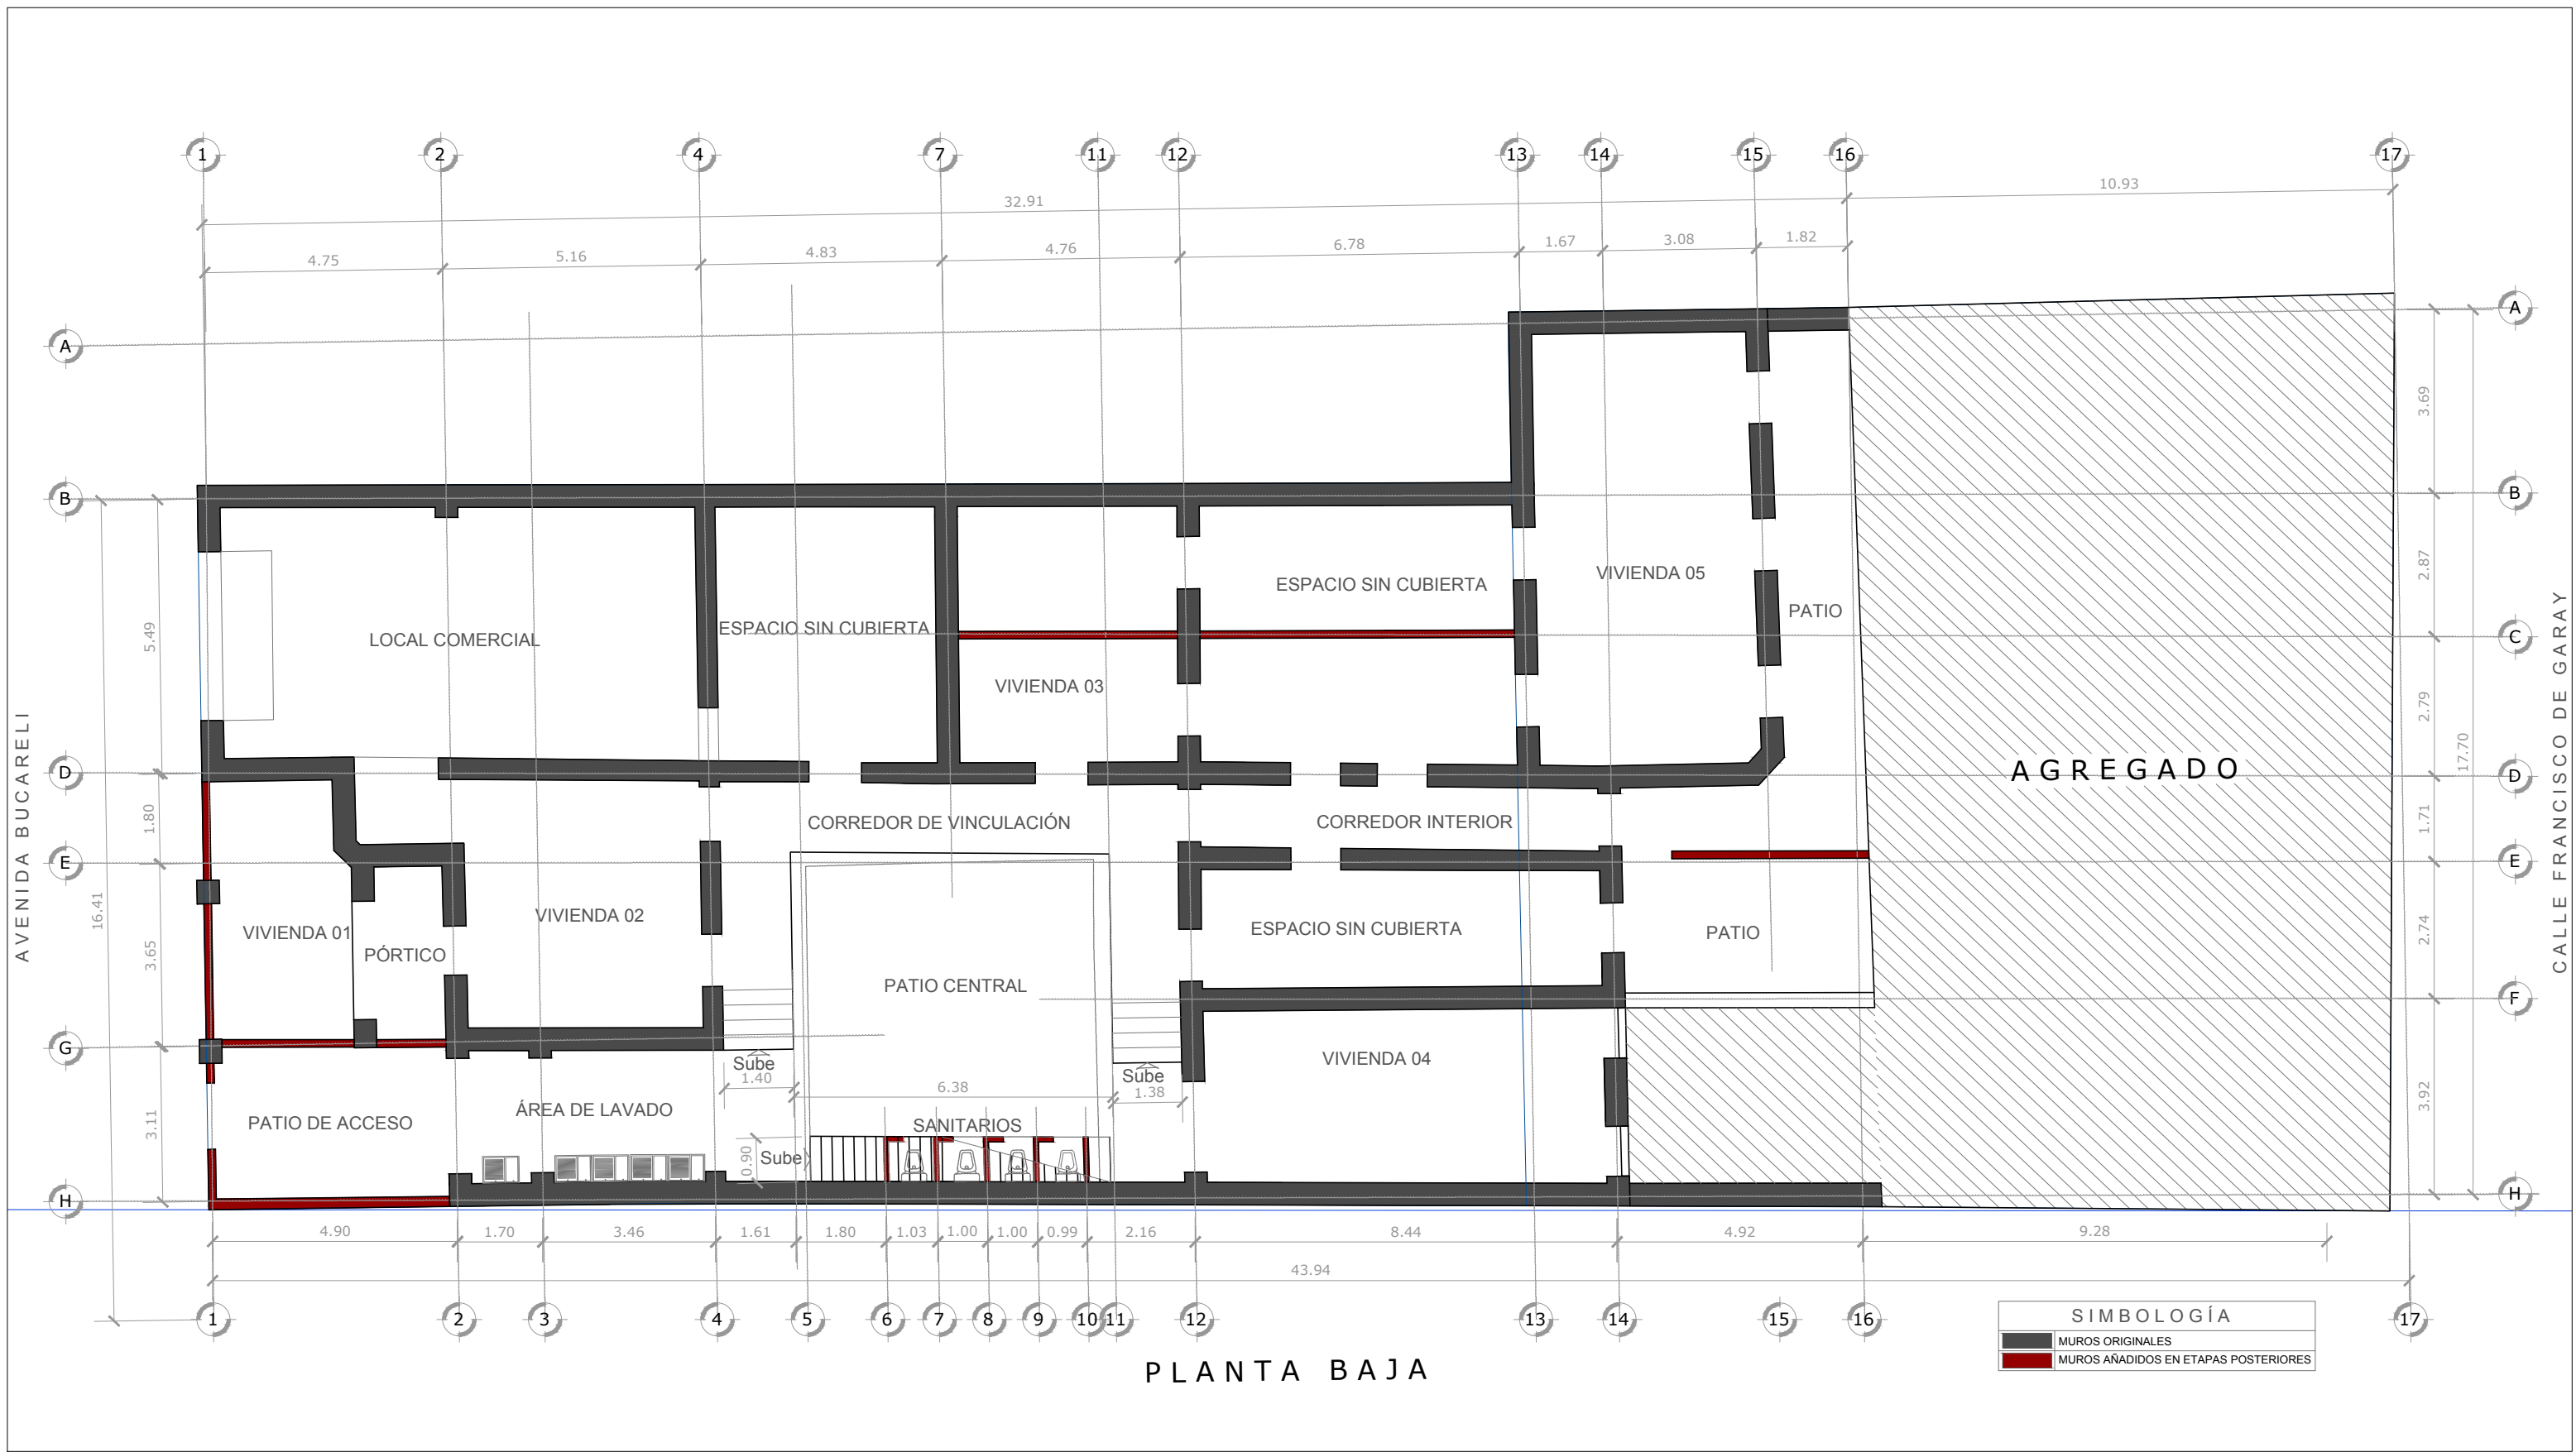 1 2 4 7 11 12 13 14 15 16 17
10.93
32.91
4.75 5.16 4.83 4.76 6.78 1.67 3.08 1.82
A A
3.69
B B
ESPACIO SIN CUBIERTA VIVIENDA 05 2.87
PATIO
5.49 LOCAL COMERCIAL ESPACIO SIN CUBIERTA C
VIVIENDA 03 2.79
17.70
AGREGADO
D D
1.80 CORREDOR DE VINCULACIÓN CORREDOR INTERIOR 1.71
AVENIDA BUCARELI
CALLE FRANCISCO DE GARAY
E E
16.41
VIVIENDA 02
VIVIENDA 01 ESPACIO SIN CUBIERTA PATIO 2.74
3.65 PÓRTICO
PATIO CENTRAL
F
G
Sube VIVIENDA 04
1.40 6.38 Sube
1.38 3.92
PATIO DE ACCESO ÁREA DE LAVADO SANITARIOS
3.11
0.90 Sube
H H
4.90 1.70 3.46 1.61 1.80 1.03 1.00 1.00 0.99 2.16 8.44 4.92 9.28
43.94
1 2 3 4 5 6 7 8 9 10 11 12 13 14 15 16 17
SIMBOLOGÍA
MUROS ORIGINALES
MUROS AÑADIDOS EN ETAPAS POSTERIORES
PLANTA BAJA